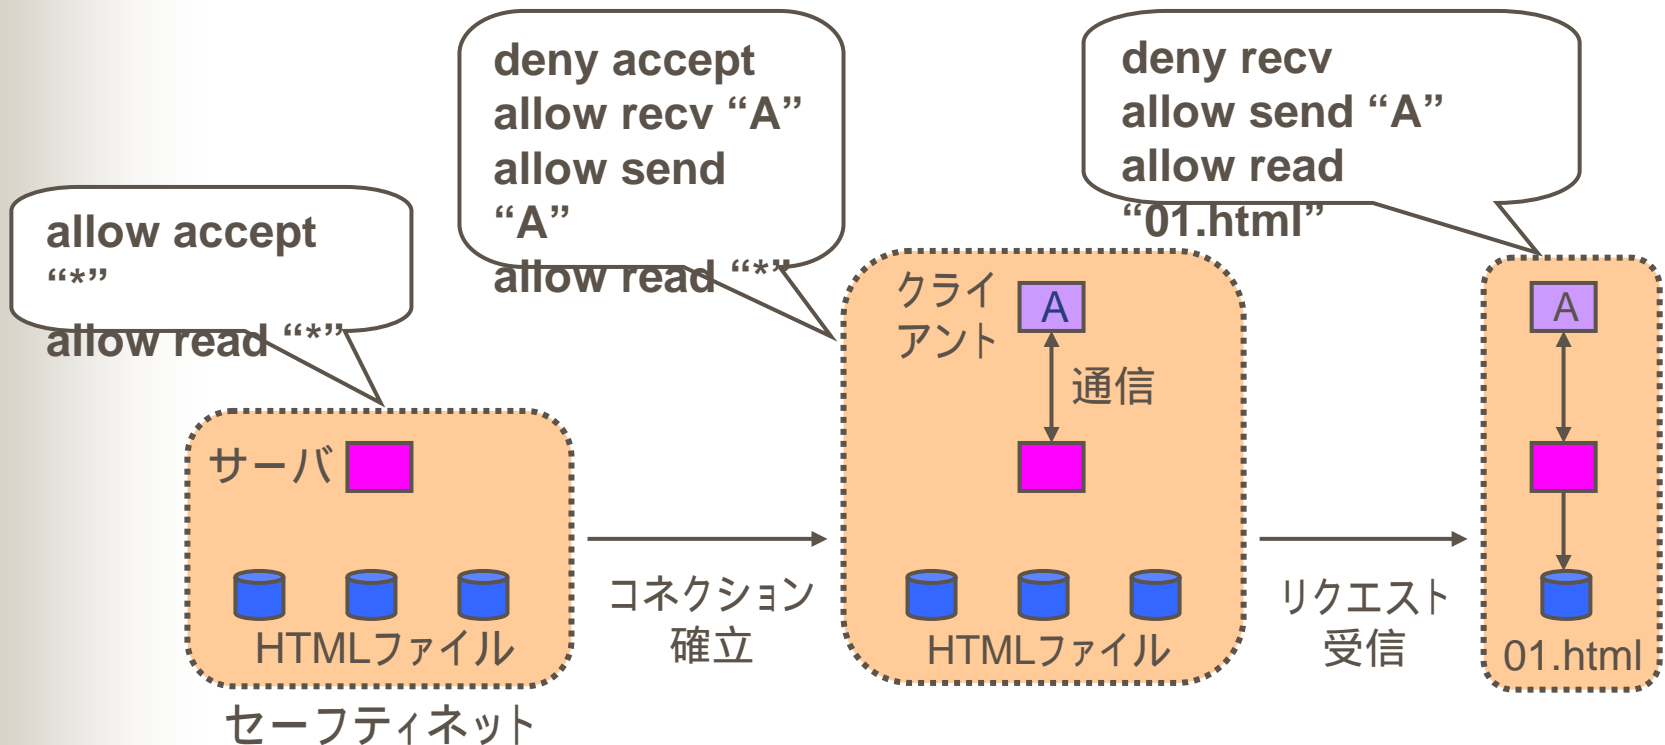 allow accept
“*”
allow read “*”
deny accept
allow recv “A”
allow send
“A”
allow read “*”
deny recv
allow send “A”
allow read
“01.html”
サーバ
HTMLファイル
セーフティネット
コネクション
確立
クライ
アント
A
通信
HTMLファイル
リクエスト
受信
A
01.html